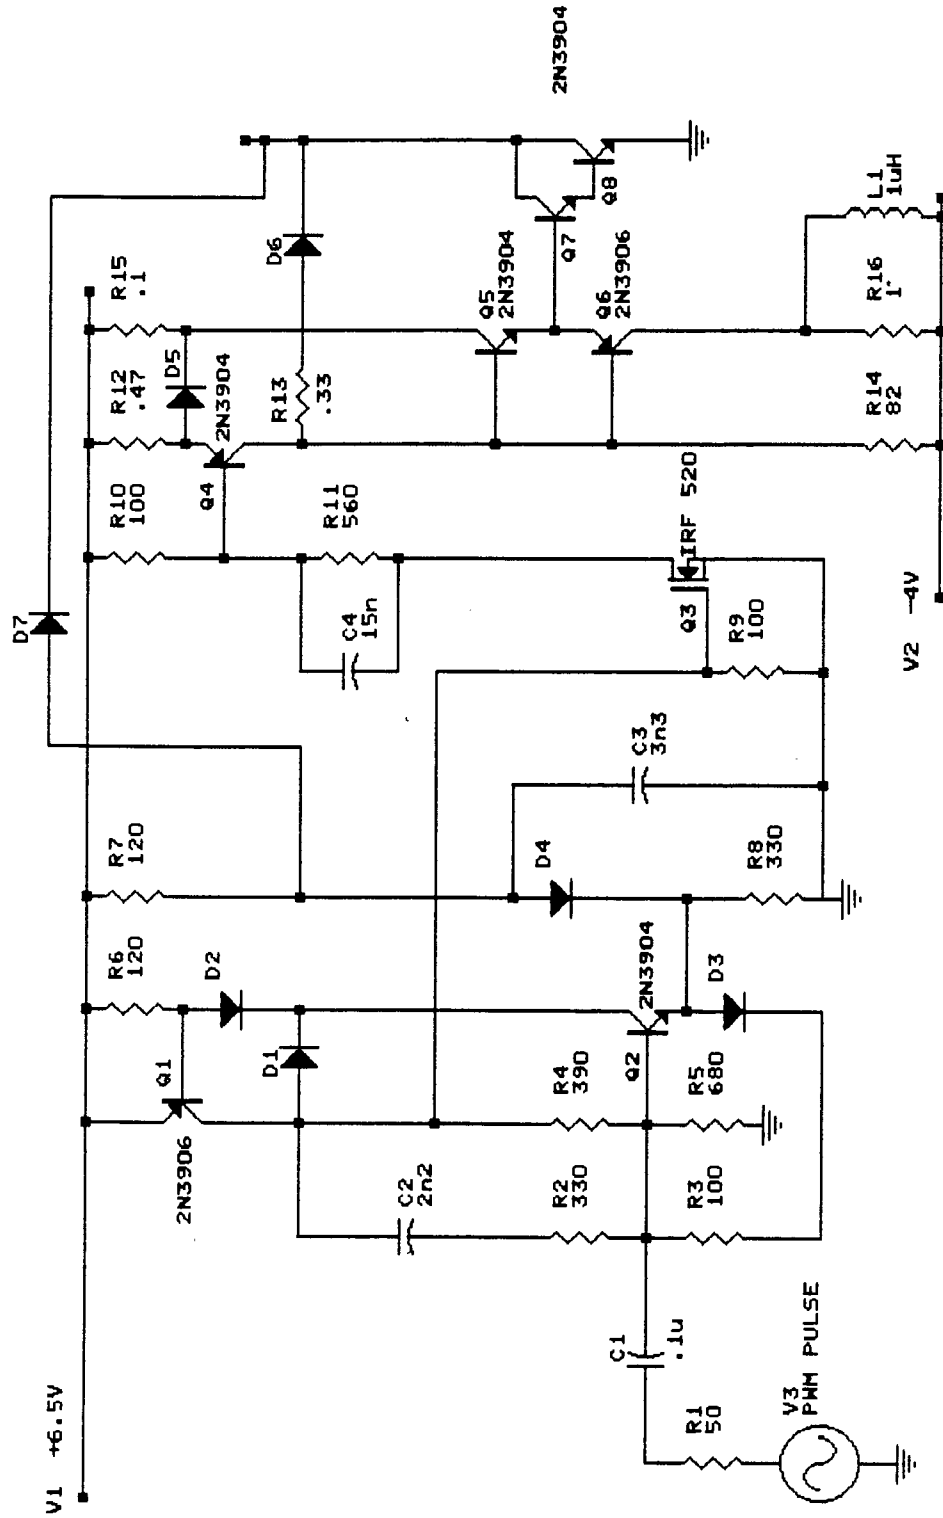 V1 +6.5V
V3
PWM PULSE
R1
50
C1
.1u
2N3906
Q1
C2
2n2
R2
330
R3
100
D1
R4
390
R5
680
R6
120
D2
Q2
2N3904
D3
R7
120
D4
R8
330
C3
3n3
D7
C4
15n
Q3
R9
100
R10
100
R11
560
IRF 520
Q4
2N3904
R12
.47
D5
R13
.33
R15
.1
D6
Q5
2N3904
Q6
2N3906
Q7
Q8
2N3904
R14
82
R16
1
L1
1uH
V2 -4V